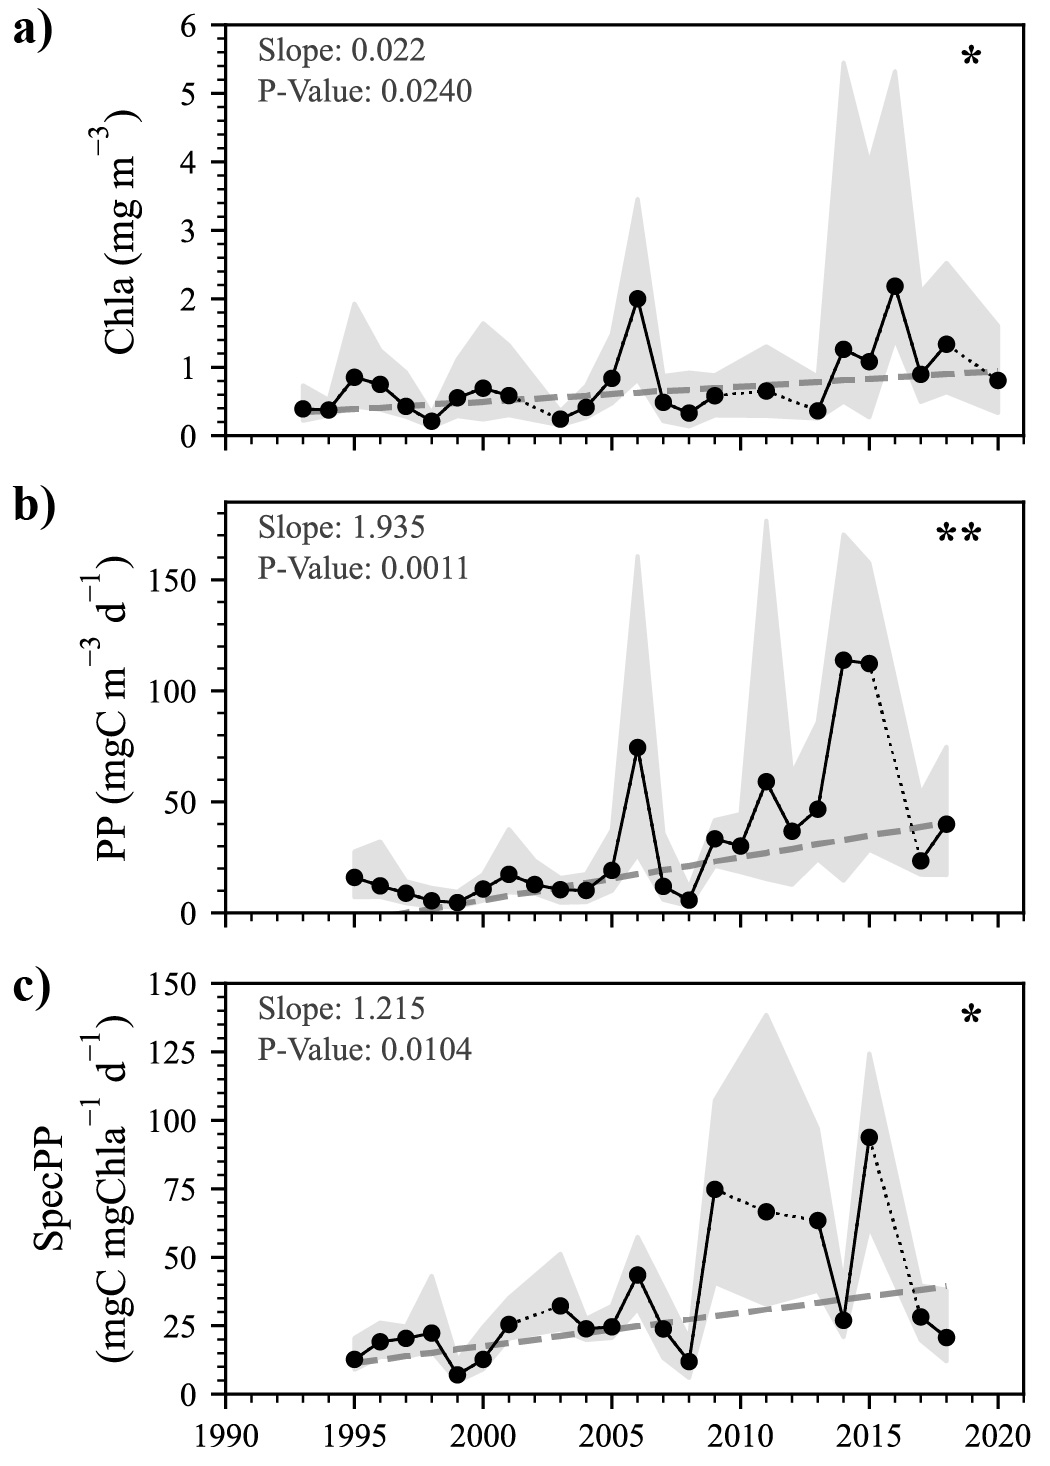 a)
Slope: 0.022
P-Value: 0.0240
*
Chla (mg m⁻³)
6
5
4
3
2
1
0
b)
Slope: 1.935
P-Value: 0.0011
**
PP (mgC m⁻³ d⁻¹)
150
100
50
0
c)
Slope: 1.215
P-Value: 0.0104
*
SpecPP
(mgC mgChla⁻¹ d⁻¹)
150
125
100
75
50
25
0
1990 1995 2000 2005 2010 2015 2020